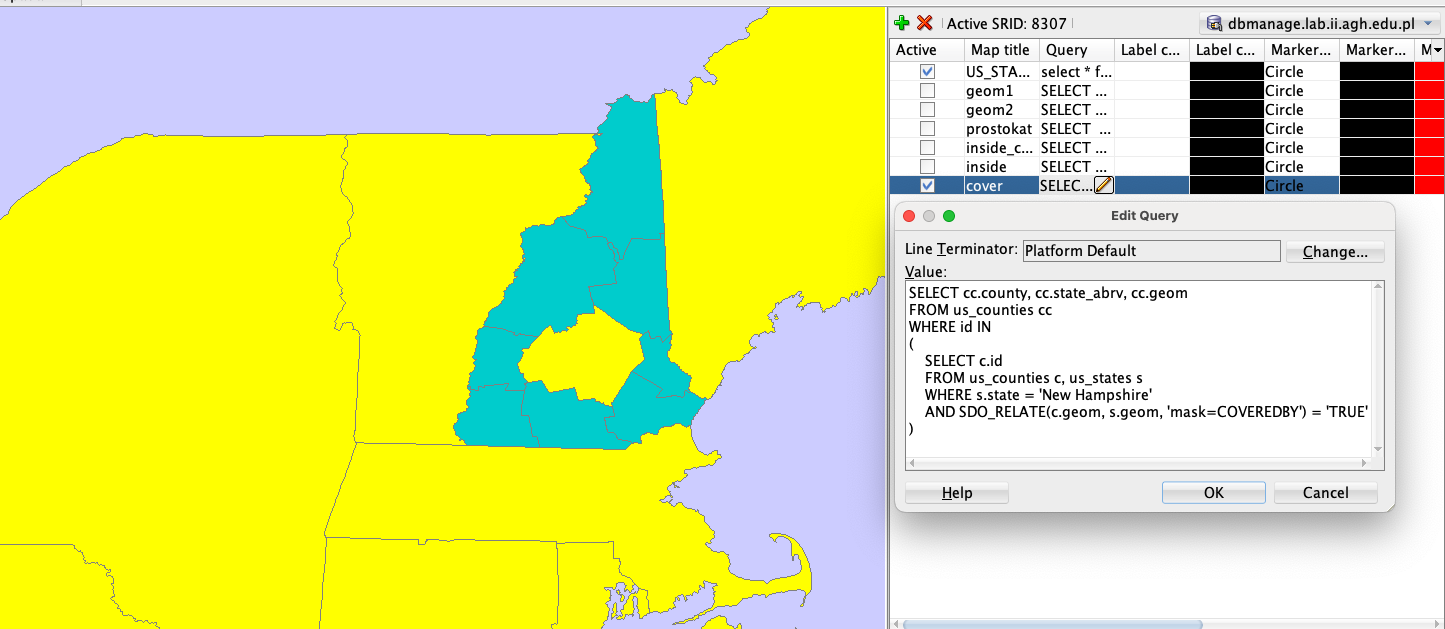 Active SRID: 8307
dbmanage.lab.ii.agh.edu.pl
Active Map title Query Label c... Label c... Marker... Marker... M
US_STA... select * f... Circle
geom1 SELECT ... Circle
geom2 SELECT ... Circle
prostokat SELECT ... Circle
inside_c... SELECT ... Circle
inside SELECT ... Circle
cover SELEC... Circle
Edit Query
Line Terminator: Platform Default Change...
Value:
SELECT cc.county, cc.state_abrv, cc.geom
FROM us_counties cc
WHERE id IN
(
SELECT c.id
FROM us_counties c, us_states s
WHERE s.state = 'New Hampshire'
AND SDO_RELATE(c.geom, s.geom, 'mask=COVEREDBY') = 'TRUE'
)
Help OK Cancel